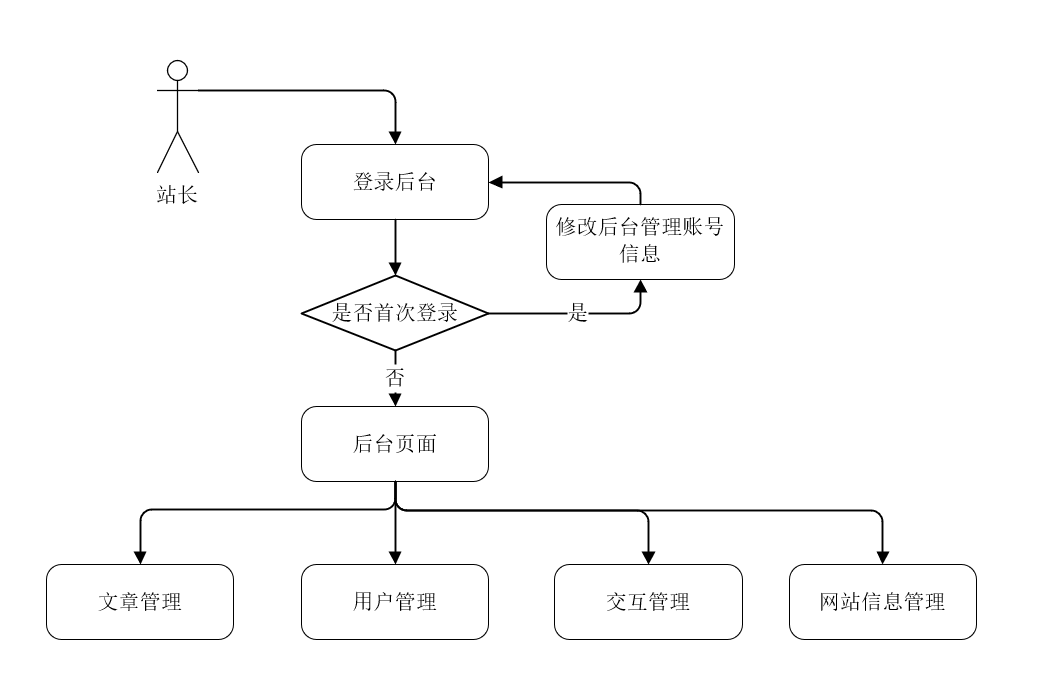 站长
登录后台
修改后台管理账号
信息
是否首次登录
是
否
后台页面
文章管理
用户管理
交互管理
网站信息管理